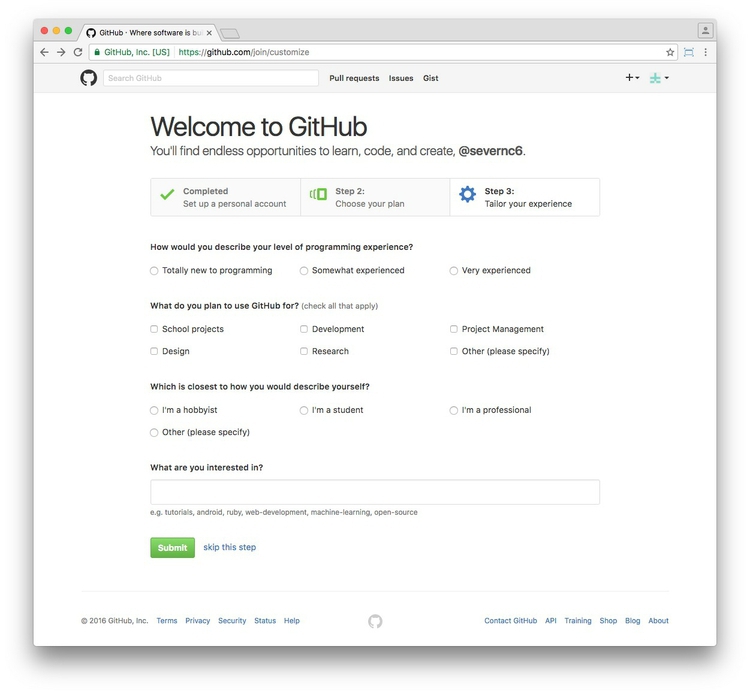 GitHub · Where software is bui
GitHub, Inc. [US] https://github.com/join/customize
Search GitHub Pull requests Issues Gist
Welcome to GitHub
You'll find endless opportunities to learn, code, and create, @severnc6.
Completed
Set up a personal account
Step 2:
Choose your plan
Step 3:
Tailor your experience
How would you describe your level of programming experience?
Totally new to programming Somewhat experienced Very experienced
What do you plan to use GitHub for? (check all that apply)
School projects Development Project Management
Design Research Other (please specify)
Which is closest to how you would describe yourself?
I'm a hobbyist I'm a student I'm a professional
Other (please specify)
What are you interested in?
e.g. tutorials, android, ruby, web-development, machine-learning, open-source
Submit skip this step
© 2016 GitHub, Inc. Terms Privacy Security Status Help Contact GitHub API Training Shop Blog About